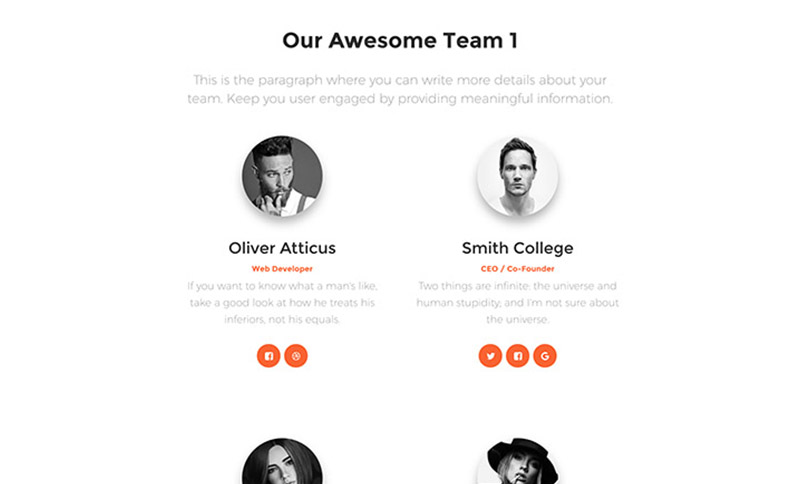 Our Awesome Team 1
This is the paragraph where you can write more details about your
team. Keep you user engaged by providing meaningful information.
Oliver Atticus
Web Developer
If you want to know what a man's like,
take a good look at how he treats his
inferiors, not his equals.
Smith College
CEO / Co-Founder
Two things are infinite: the universe and
human stupidity; and I'm not sure about
the universe.